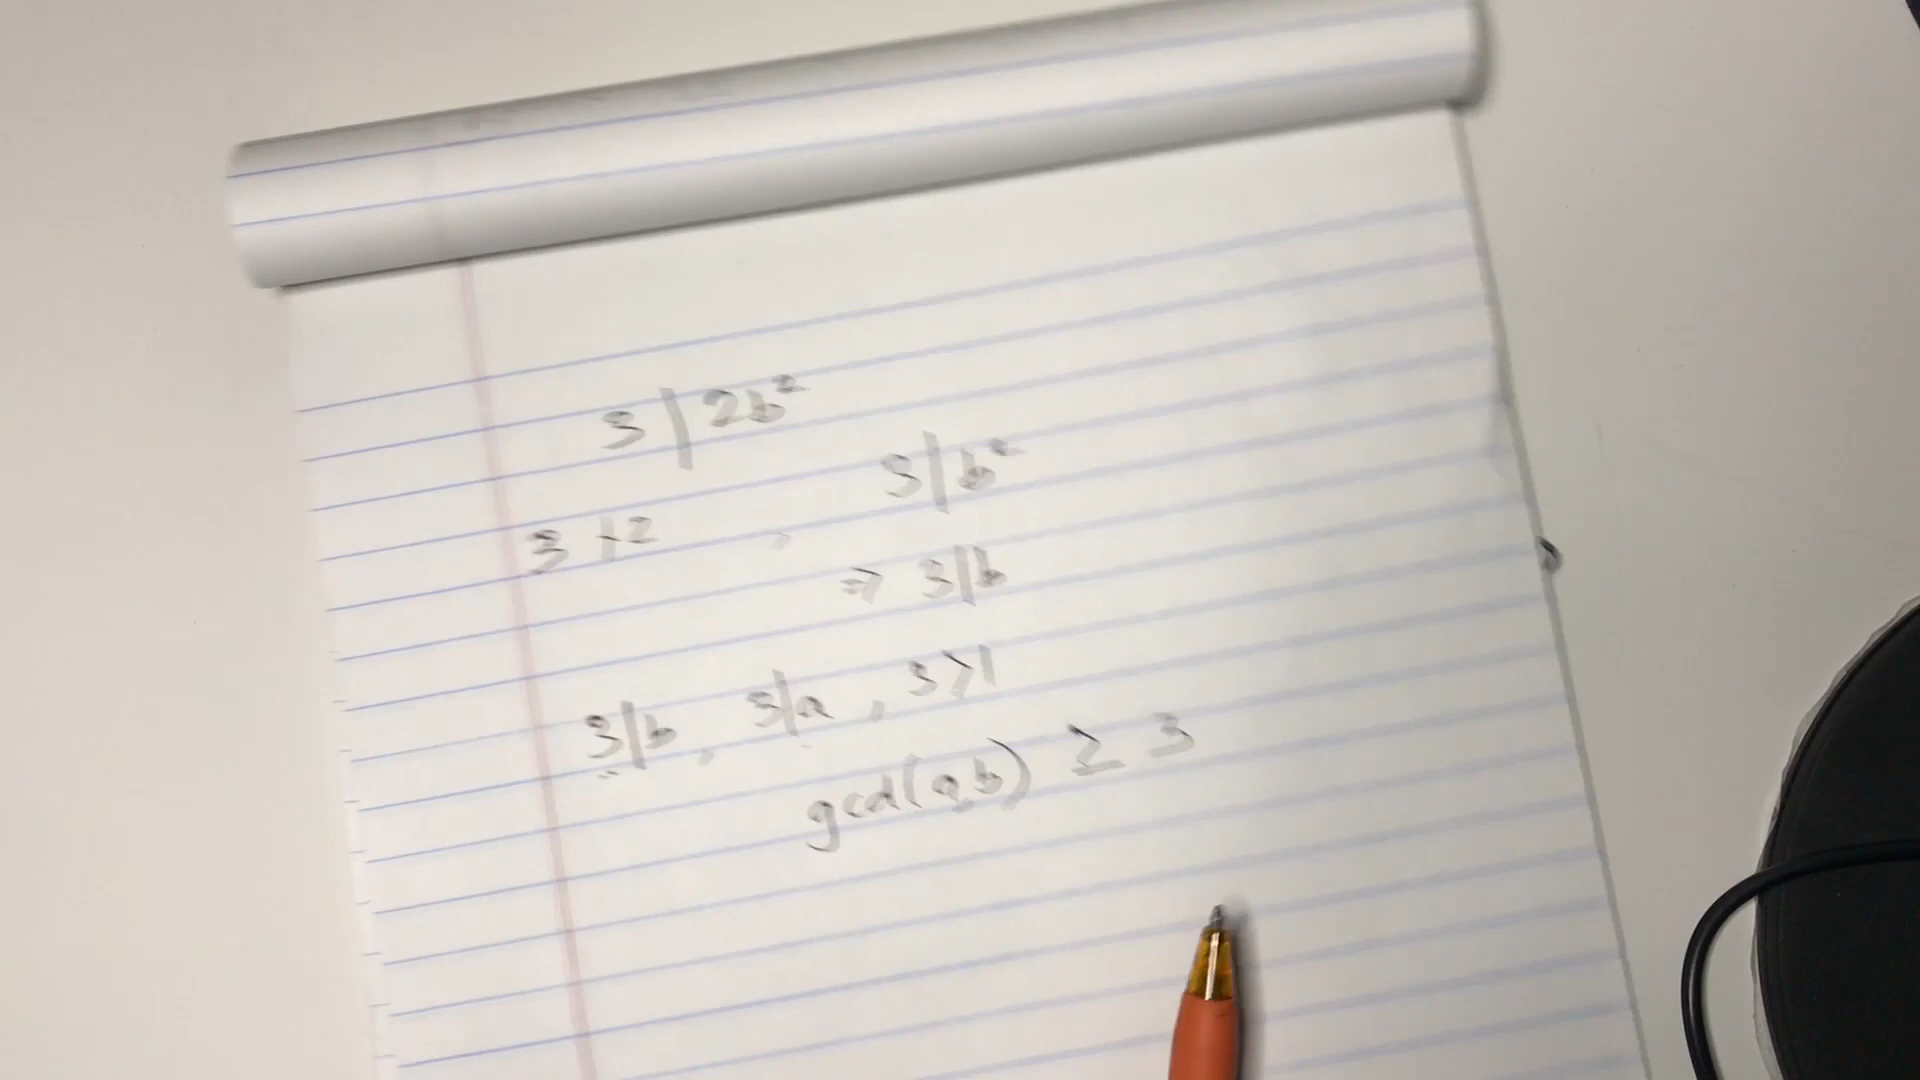 3 | 2b²
3 ∤ 2 , 3 | b²
⇒ 3 | b
3 | b , 3 | a , 3 > 1
gcd(a,b) ≥ 3